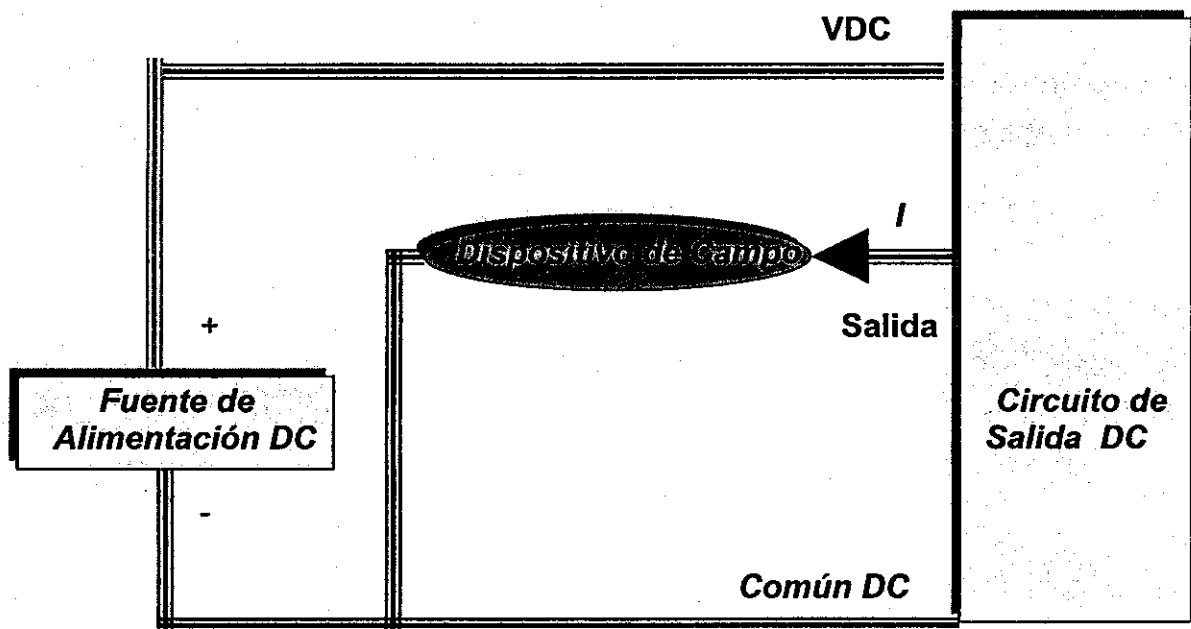 VDC
I
Dispositivo de Campo
Salida
+
Fuente de
Alimentación DC
Circuito de
Salida DC
-
Común DC